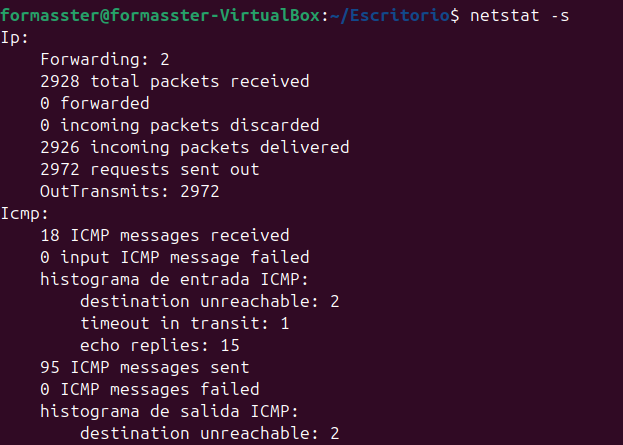 formasster@formasster-VirtualBox:~/Escritorio$ netstat -s
Ip:
    Forwarding: 2
    2928 total packets received
    0 forwarded
    0 incoming packets discarded
    2926 incoming packets delivered
    2972 requests sent out
    OutTransmits: 2972
Icmp:
    18 ICMP messages received
    0 input ICMP message failed
    histograma de entrada ICMP:
        destination unreachable: 2
        timeout in transit: 1
        echo replies: 15
    95 ICMP messages sent
    0 ICMP messages failed
    histograma de salida ICMP:
        destination unreachable: 2